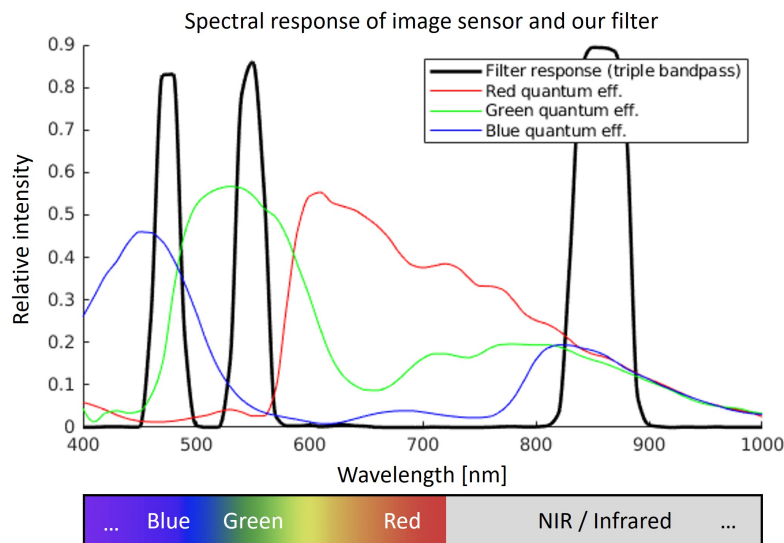 Spectral response of image sensor and our filter
0.9
0.8
0.7
0.6
0.5
0.4
0.3
0.2
0.1
0
Relative intensity
Filter response (triple bandpass)
Red quantum eff.
Green quantum eff.
Blue quantum eff.
400 500 600 700 800 900 1000
Wavelength [nm]
... Blue Green Red NIR / Infrared ...